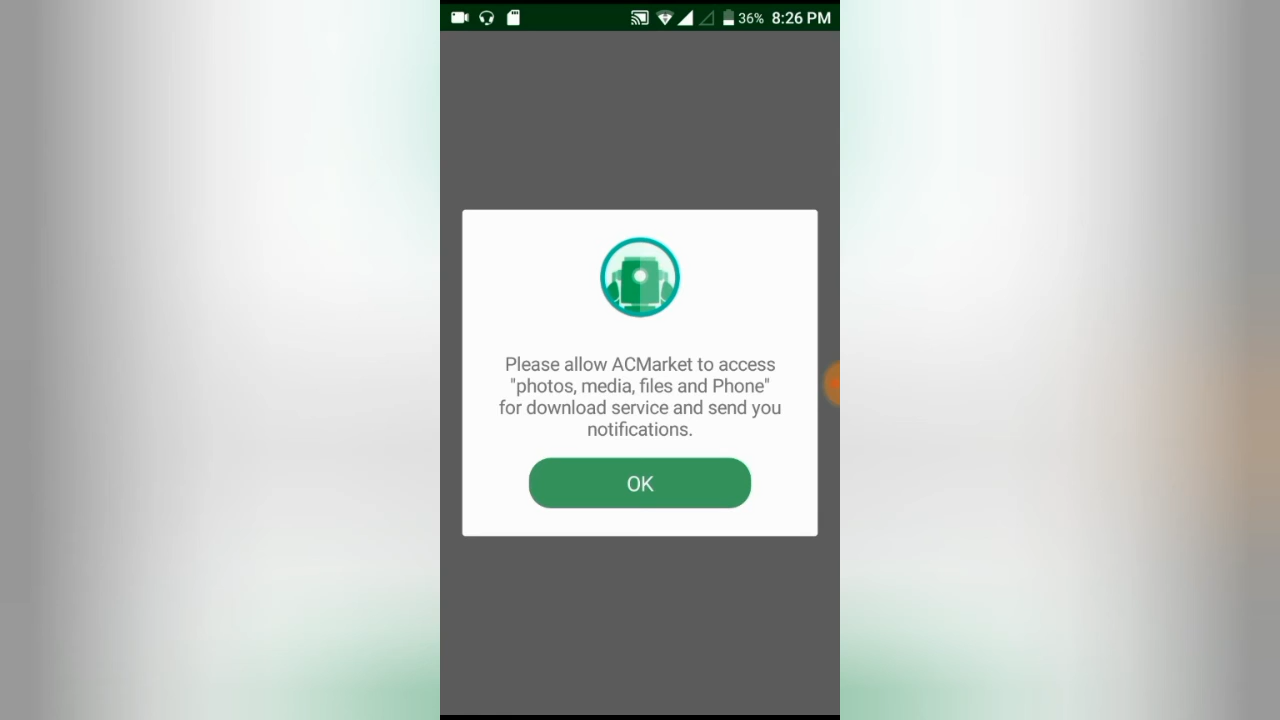 36% 8:26 PM
Please allow ACMarket to access
"photos, media, files and Phone"
for download service and send you
notifications.
OK